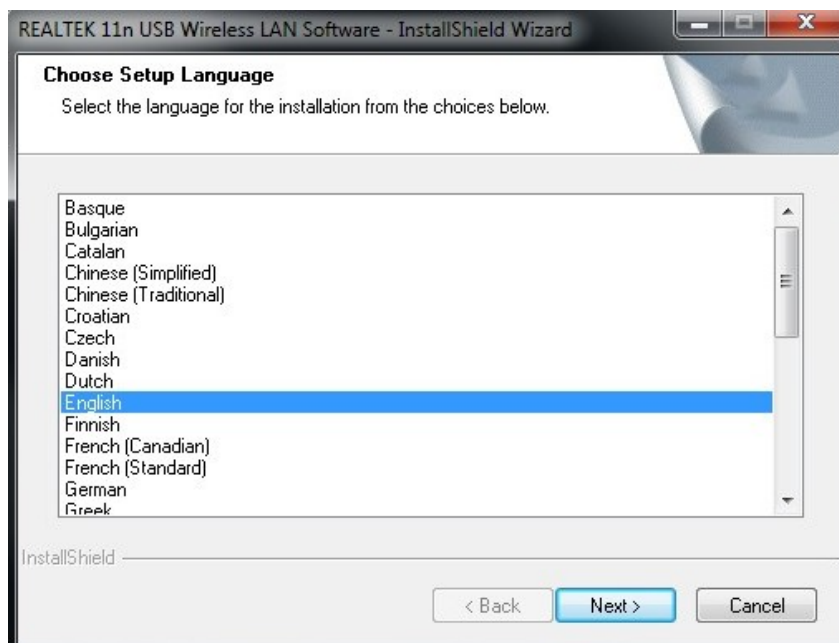 REALTEK 11n USB Wireless LAN Software - InstallShield Wizard
Choose Setup Language
Select the language for the installation from the choices below.
Basque
Bulgarian
Catalan
Chinese (Simplified)
Chinese (Traditional)
Croatian
Czech
Danish
Dutch
English
Finnish
French (Canadian)
French (Standard)
German
Greek
InstallShield
< Back Next > Cancel